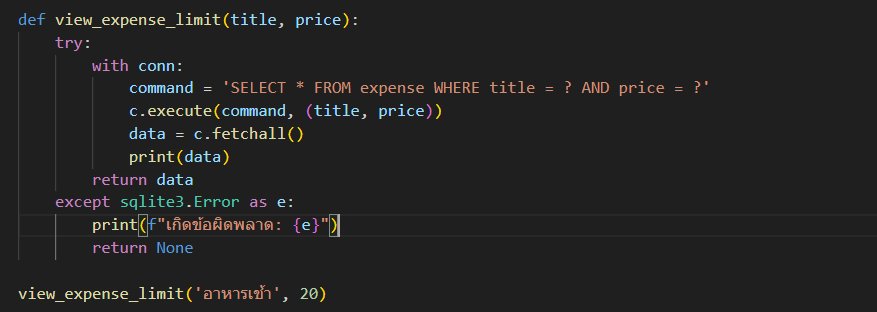 def view_expense_limit(title, price):
    try:
        with conn:
            command = 'SELECT * FROM expense WHERE title = ? AND price = ?'
            c.execute(command, (title, price))
            data = c.fetchall()
            print(data)
        return data
    except sqlite3.Error as e:
        print(f"เกิดข้อผิดพลาด: {e}")
        return None
view_expense_limit('อาหารเช้า', 20)